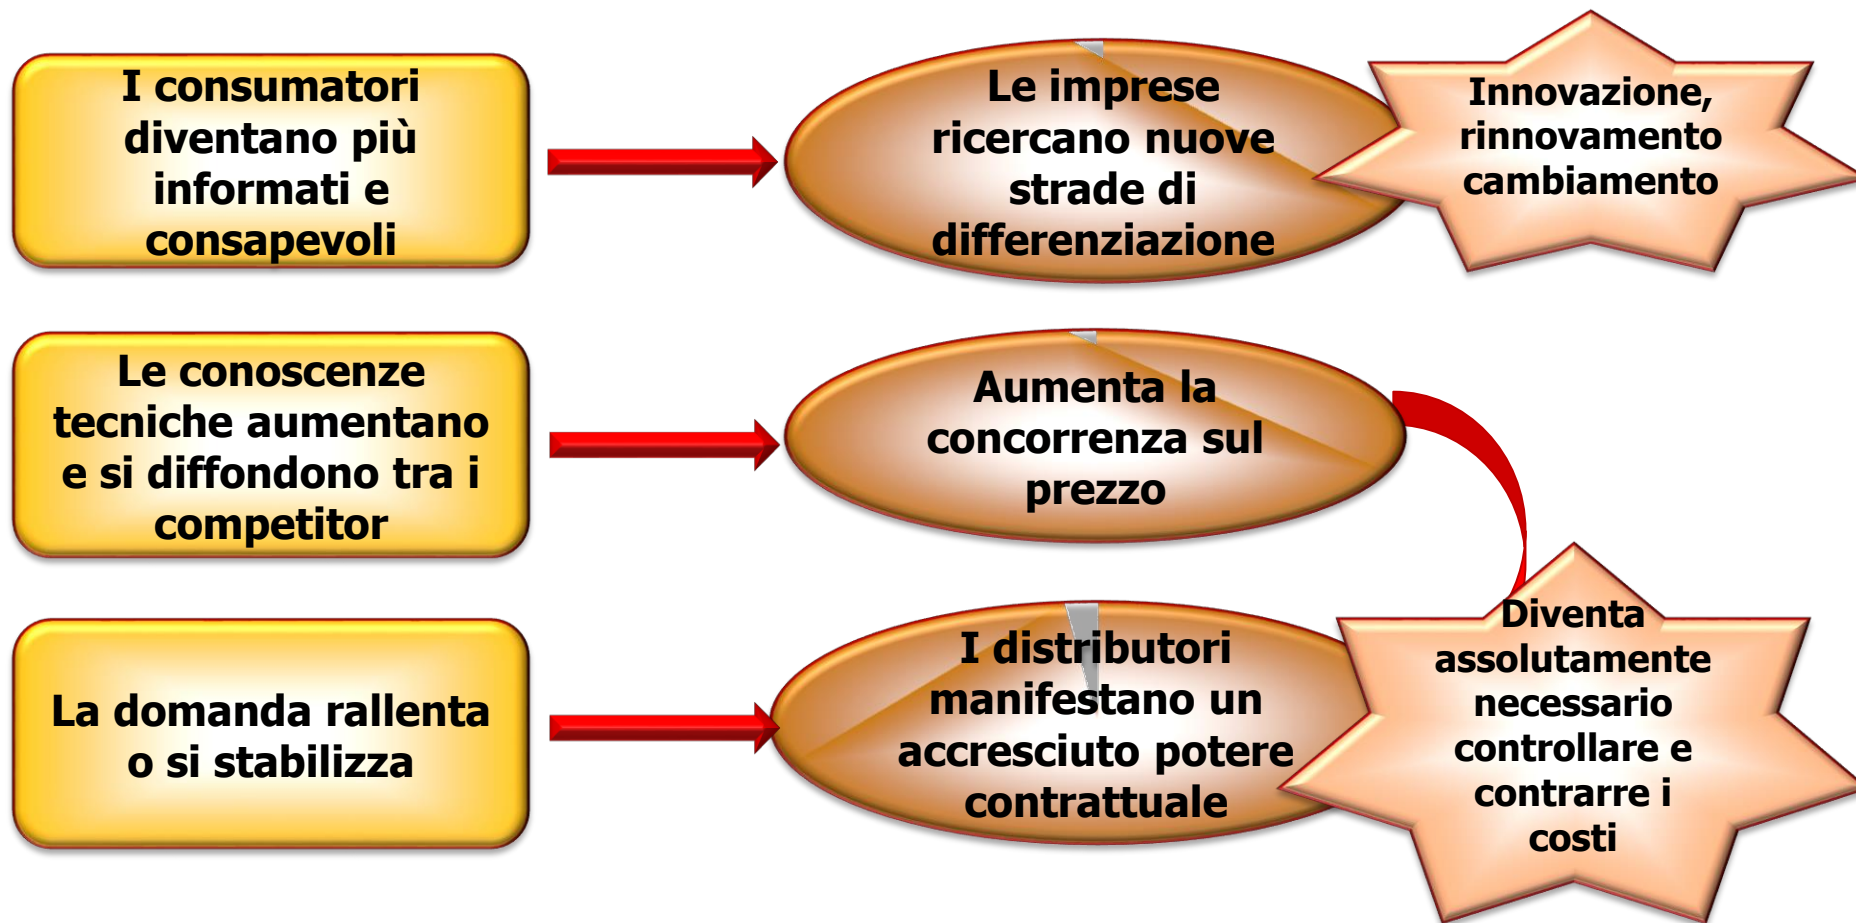 I consumatori
diventano più
informati e
consapevoli
Le imprese
ricercano nuove
strade di
differenziazione
Innovazione,
rinnovamento
cambiamento
Le conoscenze
tecniche aumentano
e si diffondono tra i
competitor
Aumenta la
concorrenza sul
prezzo
La domanda rallenta
o si stabilizza
I distributori
manifestano un
accresciuto potere
contrattuale
Diventa
assolutamente
necessario
controllare e
contrarre i
costi